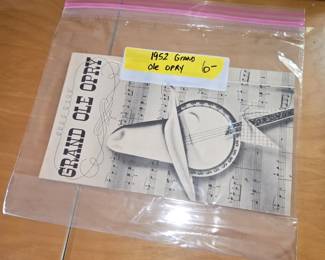 1952 GRAND
Ole OPRY 6-
GRAND OLE OPRY